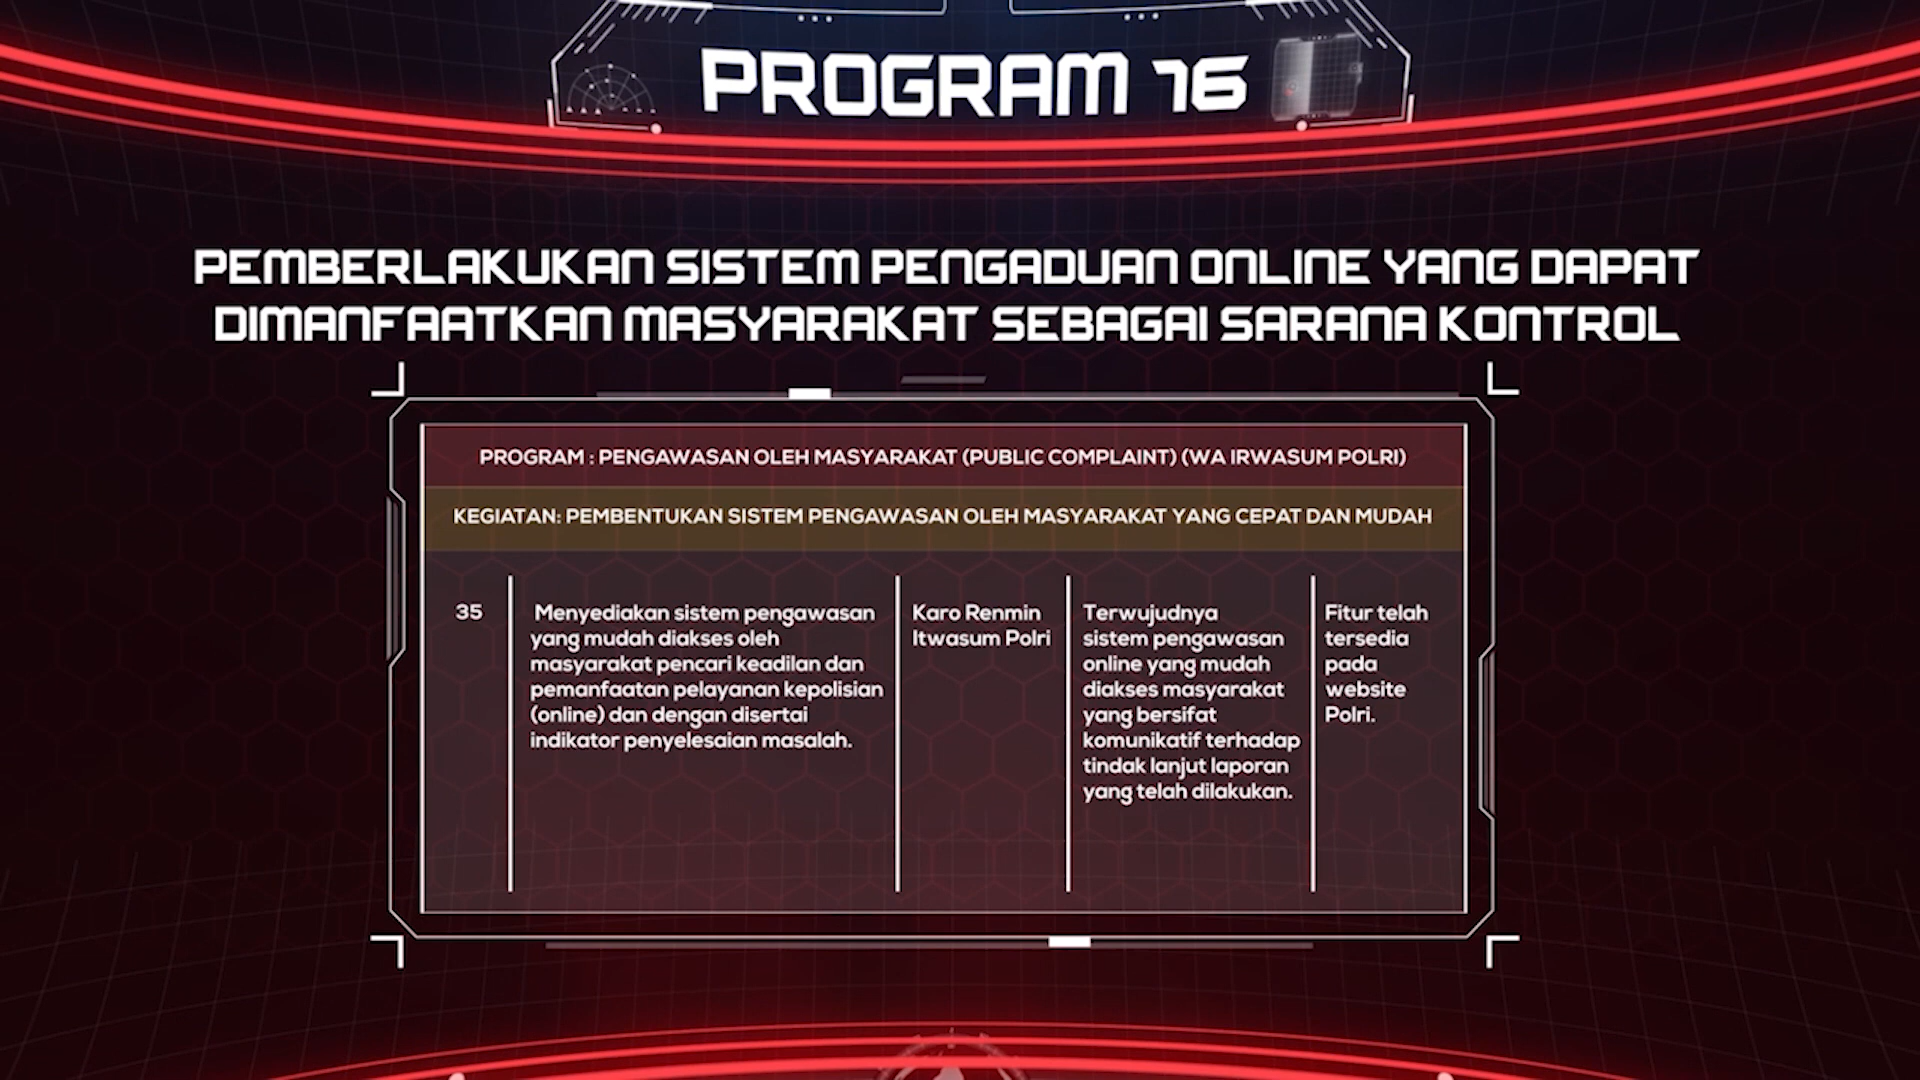 PROGRAM 16
PEMBERLAKUKAN SISTEM PENGADUAN ONLINE YANG DAPAT
DIMANFAATKAN MASYARAKAT SEBAGAI SARANA KONTROL
PROGRAM : PENGAWASAN OLEH MASYARAKAT (PUBLIC COMPLAINT) (WA IRWASUM POLRI)
KEGIATAN: PEMBENTUKAN SISTEM PENGAWASAN OLEH MASYARAKAT YANG CEPAT DAN MUDAH
35
Menyediakan sistem pengawasan
yang mudah diakses oleh
masyarakat pencari keadilan dan
pemanfaatan pelayanan kepolisian
(online) dan dengan disertai
indikator penyelesaian masalah.
Karo Renmin
Itwasum Polri
Terwujudnya
sistem pengawasan
online yang mudah
diakses masyarakat
yang bersifat
komunikatif terhadap
tindak lanjut laporan
yang telah dilakukan.
Fitur telah
tersedia
pada
website
Polri.